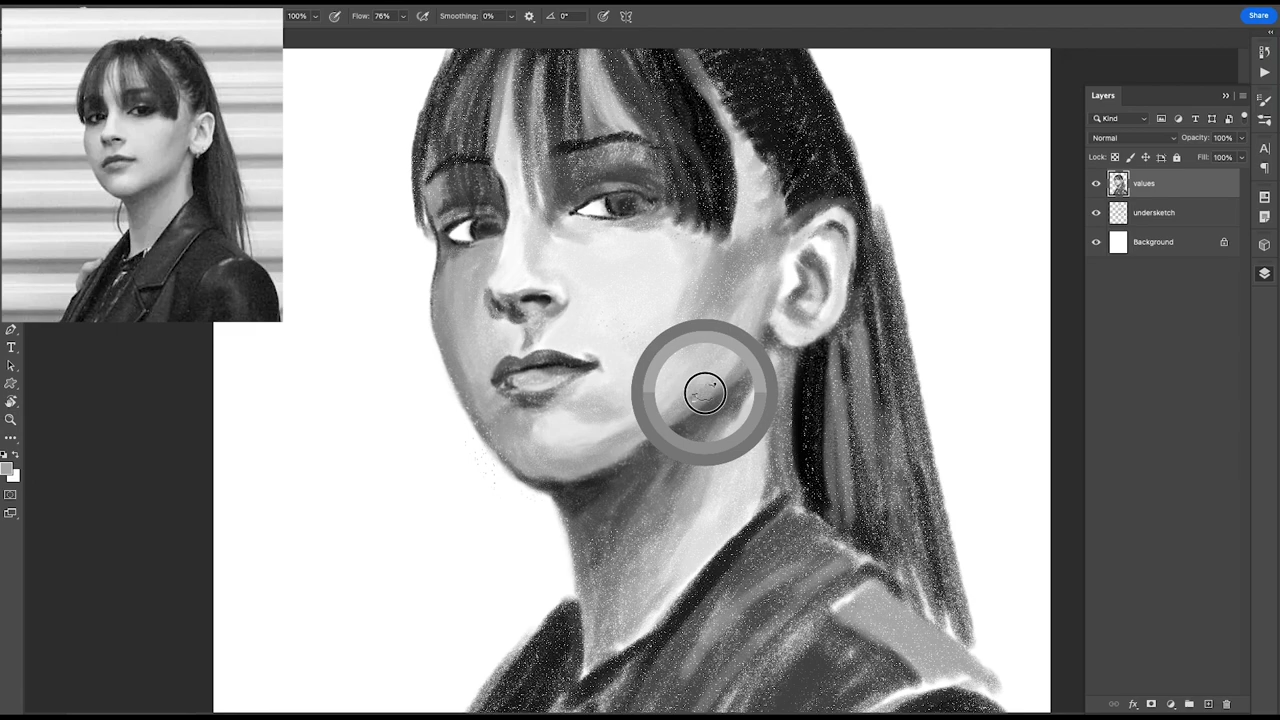 100% Flow: 76% Smoothing: 0% 0° Share
Layers
Kind
Normal Opacity: 100%
Lock: Fill: 100%
values
undersketch
Background